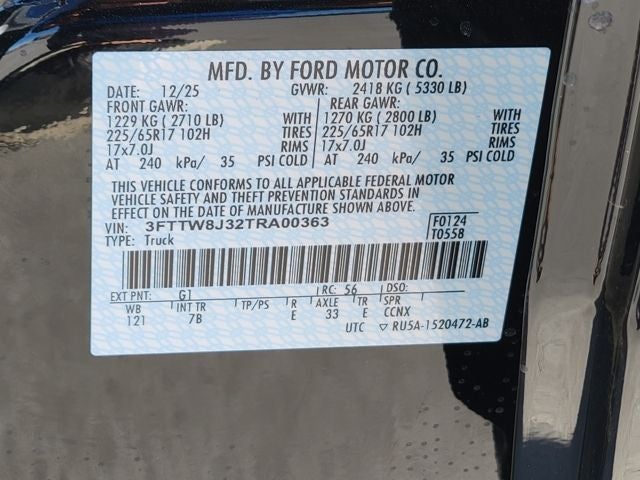 MFD. BY FORD MOTOR CO.
DATE: 12/25 GVWR: 2418 KG ( 5330 LB)
FRONT GAWR: REAR GAWR:
1229 KG ( 2710 LB) WITH 1270 KG ( 2800 LB) WITH
225/65R17 102H TIRES 225/65R17 102H TIRES
17x7.0J RIMS 17x7.0J RIMS
AT 240 kPa/ 35 PSI COLD AT 240 kPa/ 35 PSI COLD
THIS VEHICLE CONFORMS TO ALL APPLICABLE FEDERAL MOTOR
VEHICLE SAFETY AND THEFT PREVENTION STANDARDS IN
EFFECT ON THE DATE OF MANUFACTURE SHOWN ABOVE.
VIN: 3FTTW8J32TRA00363 F0124
TYPE: Truck T0558
EXT PNT: G1 RC: 56 DSO:
WB INT TR TP/PS R AXLE TR SPR
121 7B E 33 E CCNX
UTC ▽ RU5A-1520472-AB